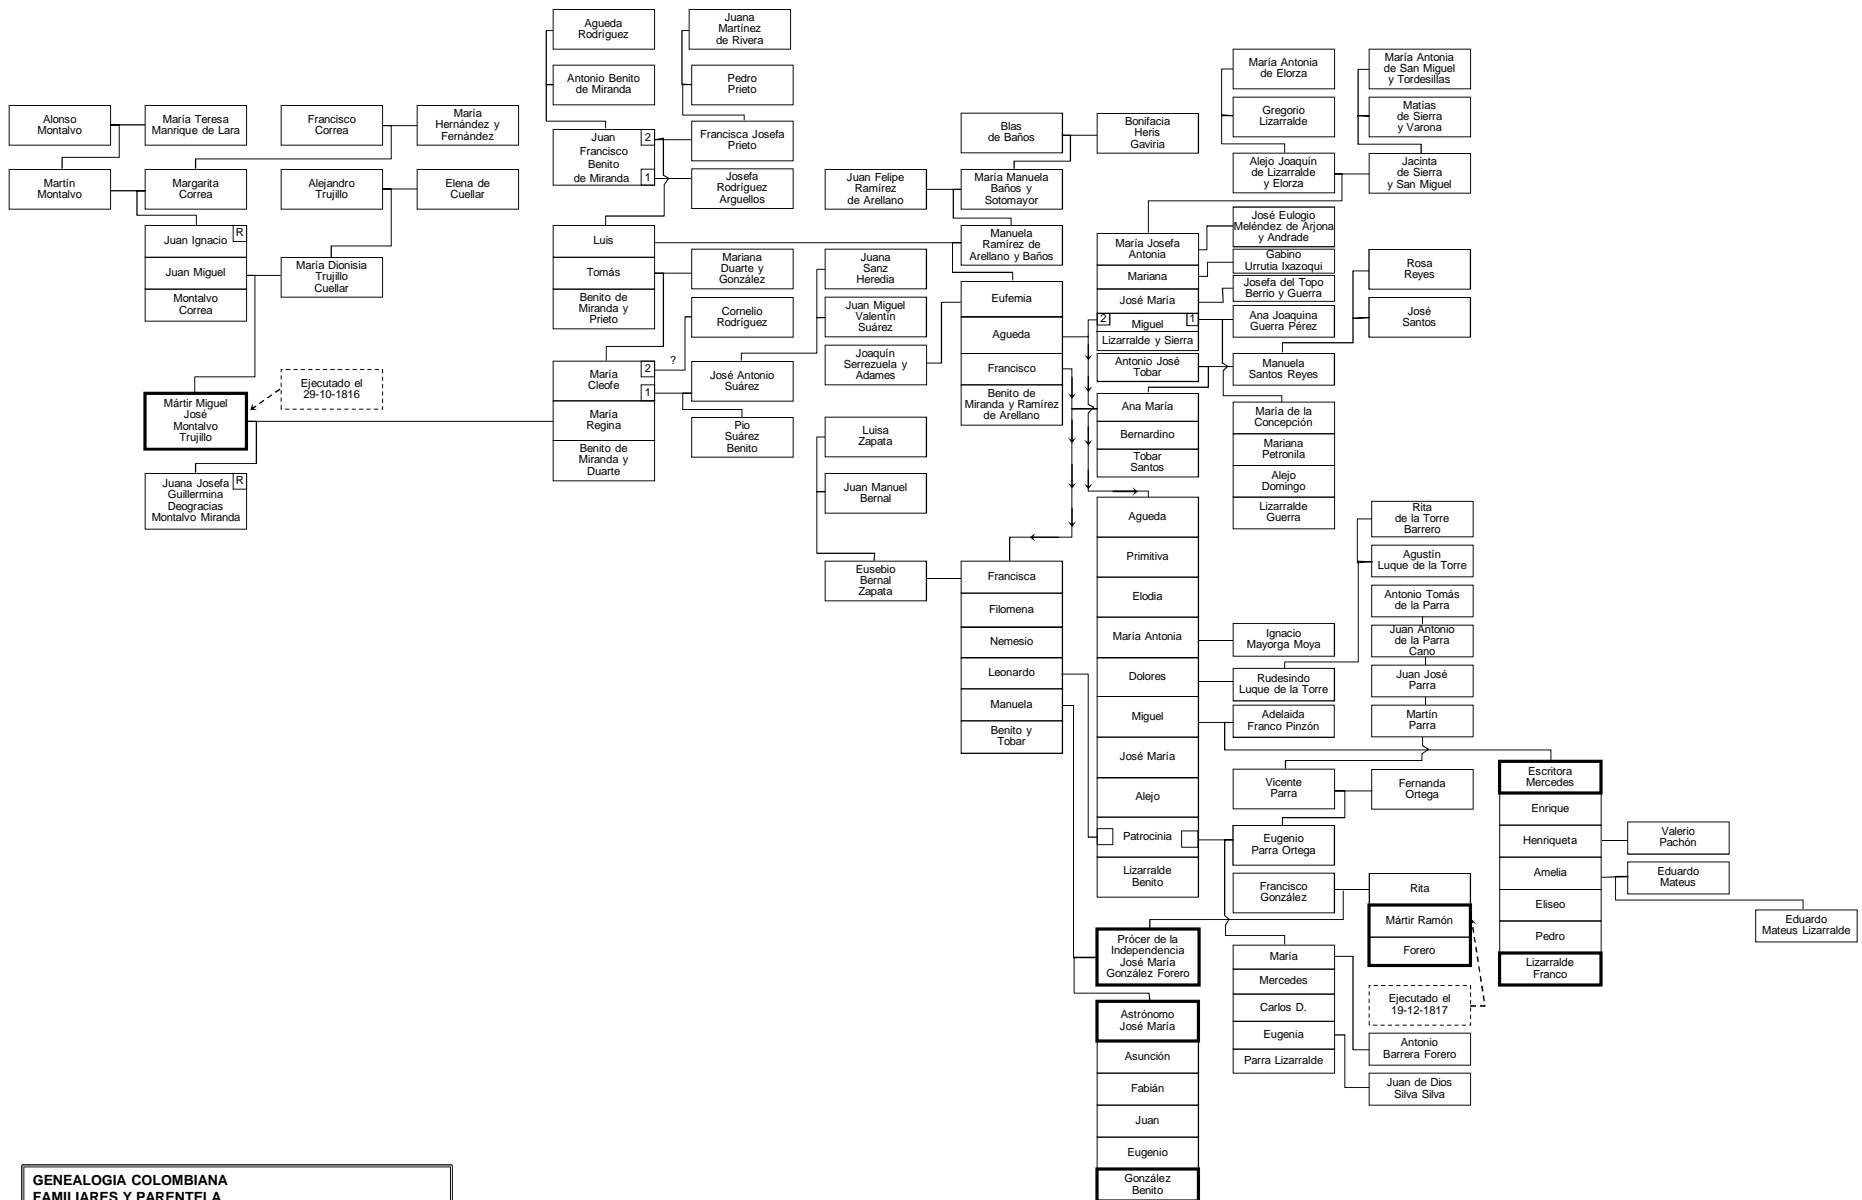 Agueda
Rodríguez
Juana
Martínez
de Rivera
Antonio Benito
de Miranda
Pedro
Prieto
María Antonia
de Elorza
María Antonia
de San Miguel
y Tordesillas
Gregorio
Lizarralde
Matías
de Sierra
y Varona
Alonso
Montalvo
María Teresa
Manrique de Lara
Francisco
Correa
María
Hernández y
Fernández
Juan
Francisco
Benito
de Miranda
2
1
Francisca Josefa
Prieto
Blas
de Baños
Bonifacia
Heris
Gaviria
Alejo Joaquín
de Lizarralde
y Elorza
Jacinta
de Sierra
y San Miguel
Martín
Montalvo
Margarita
Correa
Alejandro
Trujillo
Elena de
Cuellar
Josefa
Rodríguez
Arguellos
Juan Felipe
Ramírez
de Arellano
María Manuela
Baños y
Sotomayor
Juan Ignacio
R
Juan Miguel
Montalvo
Correa
María Dionisia
Trujillo
Cuellar
Luis
Tomás
Benito de
Miranda y
Prieto
Mariana
Duarte y
González
Juana
Sanz
Heredia
Manuela
Ramírez de
Arellano y Baños
María Josefa
Antonia
Mariana
José María
2
Miguel
1
Lizarralde y Sierra
José Eulogio
Meléndez de Arjona
y Andrade
Gabino
Urrutia Ixazoqui
Josefa del Topo
Berrio y Guerra
Ana Joaquina
Guerra Pérez
Rosa
Reyes
José
Santos
Cornelio
Rodríguez
Juan Miguel
Valentín
Suárez
Eufemia
Agueda
Francisco
Benito de
Miranda y Ramírez
de Arellano
Joaquín
Serrezuela y
Adames
Antonio José
Tobar
Manuela
Santos Reyes
María
Cleofe
2
?
1
María
Regina
Benito de
Miranda y
Duarte
José Antonio
Suárez
Pio
Suárez
Benito
Ejecutado el
29-10-1816
Mártir Miguel
José
Montalvo
Trujillo
Juana Josefa
R
Guillermina
Deogracias
Montalvo Miranda
Ana María
Bernardino
Tobar
Santos
María de la
Concepción
Mariana
Petronila
Alejo
Domingo
Lizarralde
Guerra
Luisa
Zapata
Juan Manuel
Bernal
Eusebio
Bernal
Zapata
Francisca
Filomena
Nemesio
Leonardo
Manuela
Benito y
Tobar
Agueda
Primitiva
Elodia
María Antonia
Dolores
Miguel
José María
Alejo
Patrocinia
Lizarralde
Benito
Ignacio
Mayorga Moya
Rudesindo
Luque de la Torre
Adelaida
Franco Pinzón
Rita
de la Torre
Barrero
Agustín
Luque de la Torre
Antonio Tomás
de la Parra
Juan Antonio
de la Parra
Cano
Juan José
Parra
Martín
Parra
Vicente
Parra
Fernanda
Ortega
Eugenio
Parra Ortega
Francisco
González
Rita
Mártir Ramón
Forero
Ejecutado el
19-12-1817
Escritora
Mercedes
Enrique
Henriqueta
Amelia
Eliseo
Pedro
Lizarralde
Franco
Valerio
Pachón
Eduardo
Mateus
Eduardo
Mateus Lizarralde
Prócer de la
Independencia
José María
González Forero
María
Mercedes
Carlos D.
Eugenia
Parra Lizarralde
Antonio
Barrera Forero
Juan de Dios
Silva Silva
Astrónomo
José María
Asunción
Fabián
Juan
Eugenio
González
Benito
GENEALOGIA COLOMBIANA
FAMILIARES Y PARENTELA